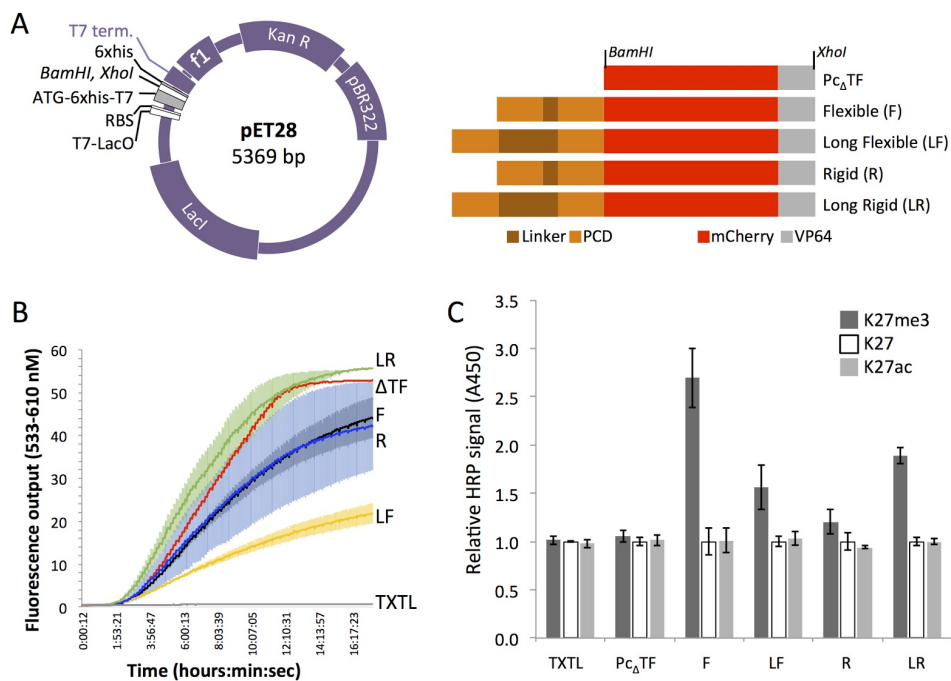 A
T7 term.
6xhis
BamHI, XhoI
ATG-6xhis-T7
RBS
T7-LacO
f1
Kan R
pBR322
LacI
pET28
5369 bp
BamHI
XhoI
Pc∆TF
Flexible (F)
Long Flexible (LF)
Rigid (R)
Long Rigid (LR)
Linker PCD mCherry VP64
B
Fluorescence output (533-610 nM)
60
50
40
30
20
10
0
LR
∆TF
F
R
LF
TXTL
0:00:12 1:53:21 3:56:47 6:00:13 8:03:39 10:07:05 12:10:31 14:13:57 16:17:23
Time (hours:min:sec)
C
Relative HRP signal (A450)
3.5
3.0
2.5
2.0
1.5
1.0
0.5
0.0
K27me3
K27
K27ac
TXTL Pc∆TF F LF R LR